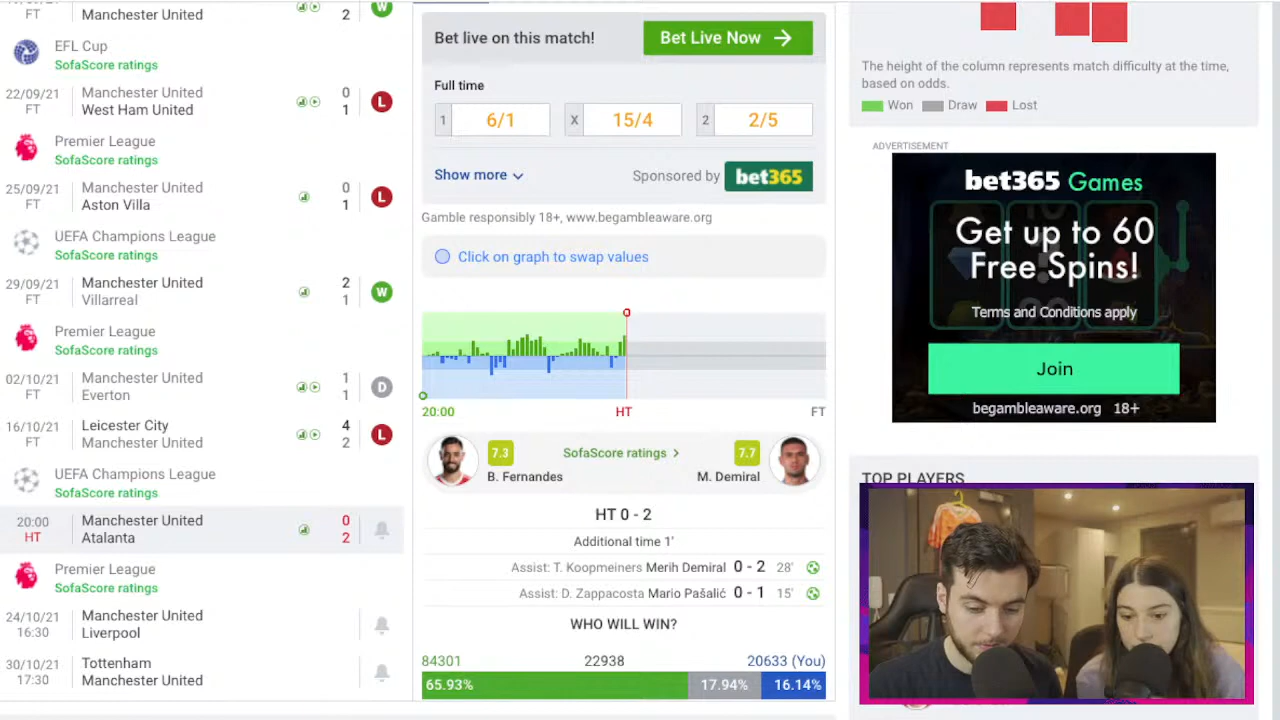 FT
Manchester United
2
W
EFL Cup
SofaScore ratings
22/09/21
FT
Manchester United
West Ham United
0
1
L
Premier League
SofaScore ratings
25/09/21
FT
Manchester United
Aston Villa
0
1
L
UEFA Champions League
SofaScore ratings
29/09/21
FT
Manchester United
Villarreal
2
1
W
Premier League
SofaScore ratings
02/10/21
FT
Manchester United
Everton
1
1
D
16/10/21
FT
Leicester City
Manchester United
4
2
L
UEFA Champions League
SofaScore ratings
20:00
HT
Manchester United
Atalanta
0
2
Premier League
SofaScore ratings
24/10/21
16:30
Manchester United
Liverpool
30/10/21
17:30
Tottenham
Manchester United
Bet live on this match!
Bet Live Now
Full time
1 6/1 X 15/4 2 2/5
Show more
Sponsored by bet365
Gamble responsibly 18+, www.begambleaware.org
Click on graph to swap values
20:00 HT FT
7.3
B. Fernandes
SofaScore ratings >
7.7
M. Demiral
HT 0 - 2
Additional time 1'
Assist: T. Koopmeiners Merih Demiral 0 - 2 28'
Assist: D. Zappacosta Mario Pašalić 0 - 1 15'
WHO WILL WIN?
84301 22938 20633 (You)
65.93% 17.94% 16.14%
The height of the column represents match difficulty at the time,
based on odds.
Won Draw Lost
ADVERTISEMENT
bet365 Games
Get up to 60
Free Spins!
Terms and Conditions apply
Join
begambleaware.org 18+
TOP PLAYERS